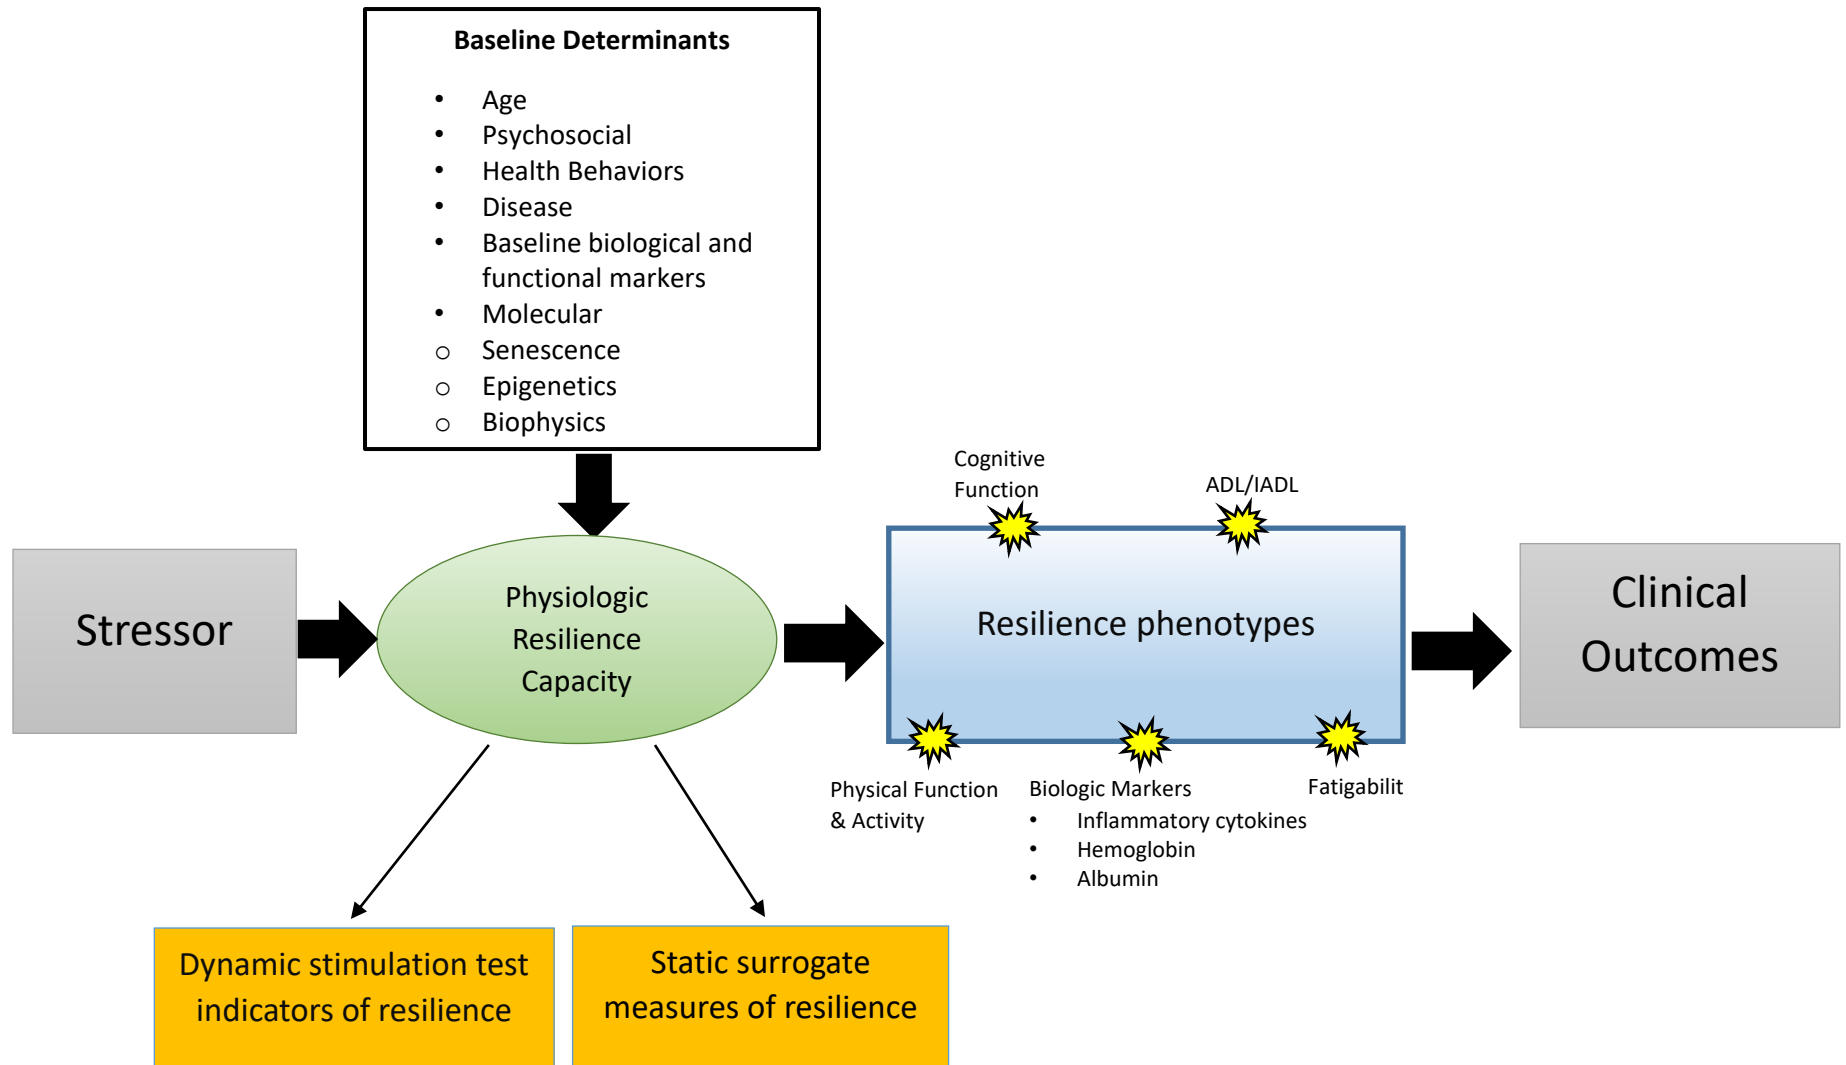 Baseline Determinants
• Age
• Psychosocial
• Health Behaviors
• Disease
• Baseline biological and
functional markers
• Molecular
o Senescence
o Epigenetics
o Biophysics
Stressor
Physiologic
Resilience
Capacity
Cognitive
Function
ADL/IADL
Resilience phenotypes
Clinical
Outcomes
Physical Function
& Activity
Biologic Markers
• Inflammatory cytokines
• Hemoglobin
• Albumin
Fatigabilit
Dynamic stimulation test
indicators of resilience
Static surrogate
measures of resilience